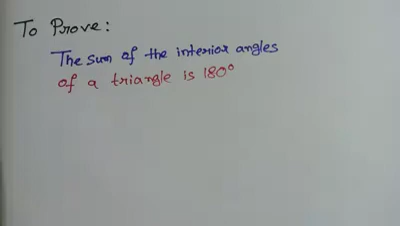 To Prove:
The sum of the interior angles
of a triangle is 180°